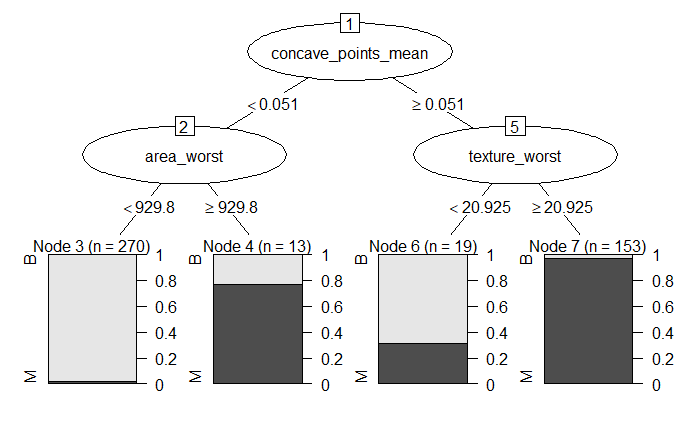 1
concave_points_mean
< 0.051
≥ 0.051
2
area_worst
5
texture_worst
< 929.8
≥ 929.8
< 20.925
≥ 20.925
Node 3 (n = 270)
B
M
1
0.8
0.6
0.4
0.2
0
Node 4 (n = 13)
B
M
1
0.8
0.6
0.4
0.2
0
Node 6 (n = 19)
B
M
1
0.8
0.6
0.4
0.2
0
Node 7 (n = 153)
B
M
1
0.8
0.6
0.4
0.2
0